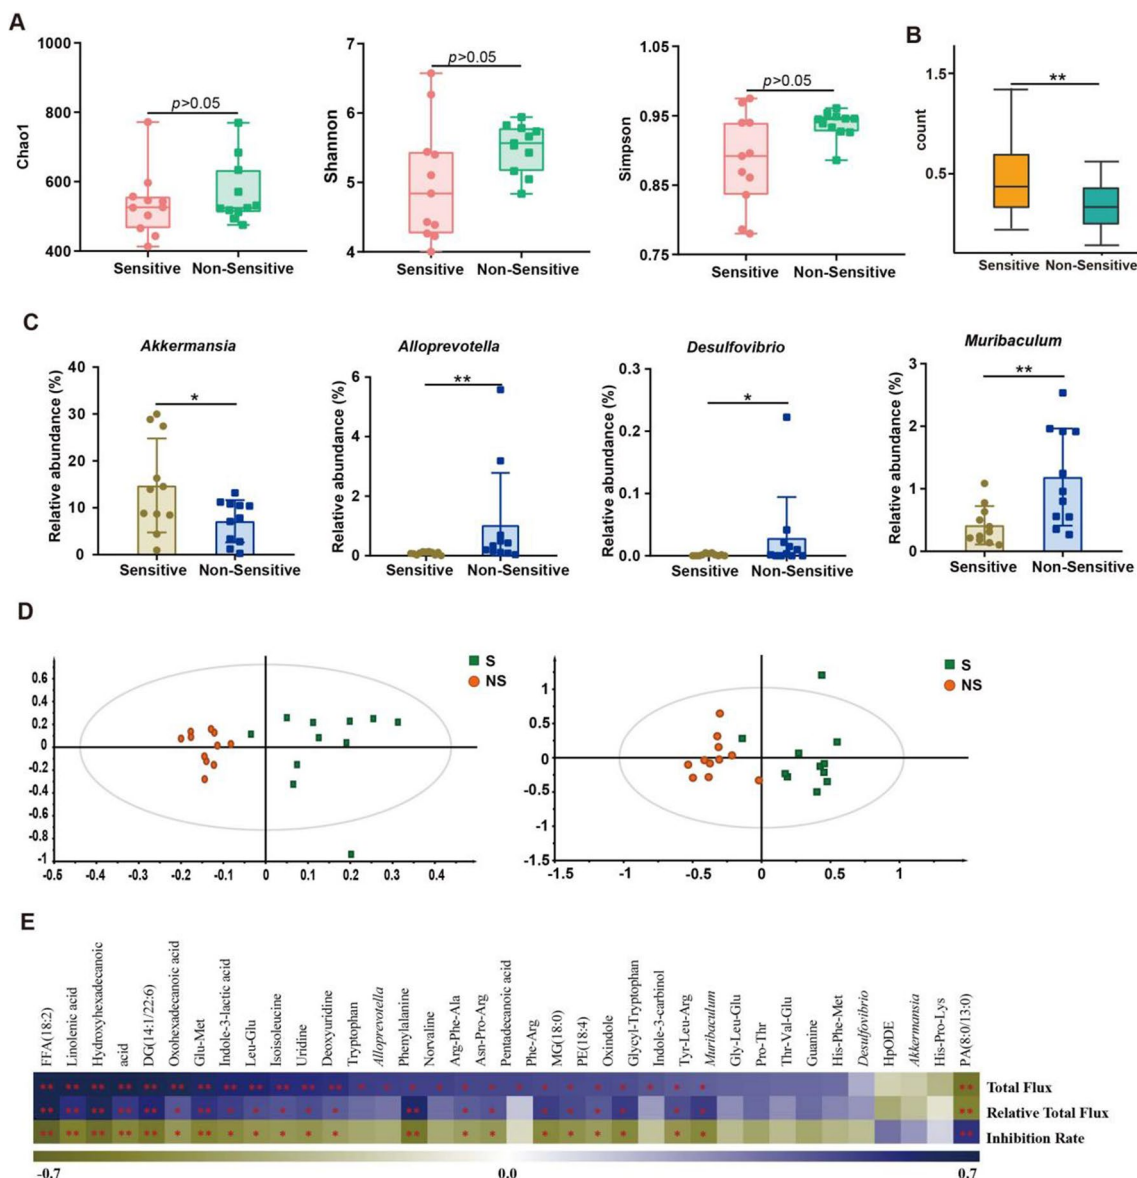 A
1000
800
600
400
Chao1
p>0.05
Sensitive Non-Sensitive
7
6
5
4
Shannon
p>0.05
Sensitive Non-Sensitive
1.05
0.95
0.85
0.75
Simpson
p>0.05
Sensitive Non-Sensitive
B
1.5
0.5
count
**
Sensitive Non-Sensitive
C
Akkermansia
40
30
20
10
0
Relative abundance (%)
*
Sensitive Non-Sensitive
Alloprevotella
6
4
2
0
Relative abundance (%)
**
Sensitive Non-Sensitive
Desulfovibrio
0.3
0.2
0.1
0.0
Relative abundance (%)
*
Sensitive Non-Sensitive
Muribaculum
3
2
1
0
Relative abundance (%)
**
Sensitive Non-Sensitive
D
S
NS
0.6
0.4
0.2
0
-0.2
-0.4
-0.6
-0.8
-1
-0.5 -0.4 -0.3 -0.2 -0.1 0 0.1 0.2 0.3 0.4
S
NS
1
0.5
0
-0.5
-1
-1.5
-1.5 -1 -0.5 0 0.5 1
E
FFA(18:2)
Linolenic acid
Hydroxyhexadecanoic
acid
DG(14:1/22:6)
Oxohexadecanoic acid
Glu-Met
Indole-3-lactic acid
Leu-Glu
Isoisoleucine
Uridine
Deoxyuridine
Tryptophan
Alloprevotella
Phenylalanine
Norvaline
Arg-Phe-Ala
Asn-Pro-Arg
Pentadecanoic acid
Phe-Arg
MG(18:0)
PE(18:4)
Oxindole
Glycyl-Tryptophan
Indole-3-carbinol
Tyr-Leu-Arg
Muribaculum
Gly-Leu-Glu
Pro-Thr
Thr-Val-Glu
Guanine
His-Phe-Met
Desulfovibrio
HpODE
Akkermansia
His-Pro-Lys
PA(8:0/13:0)
Total Flux
Relative Total Flux
Inhibition Rate
-0.7 0.0 0.7